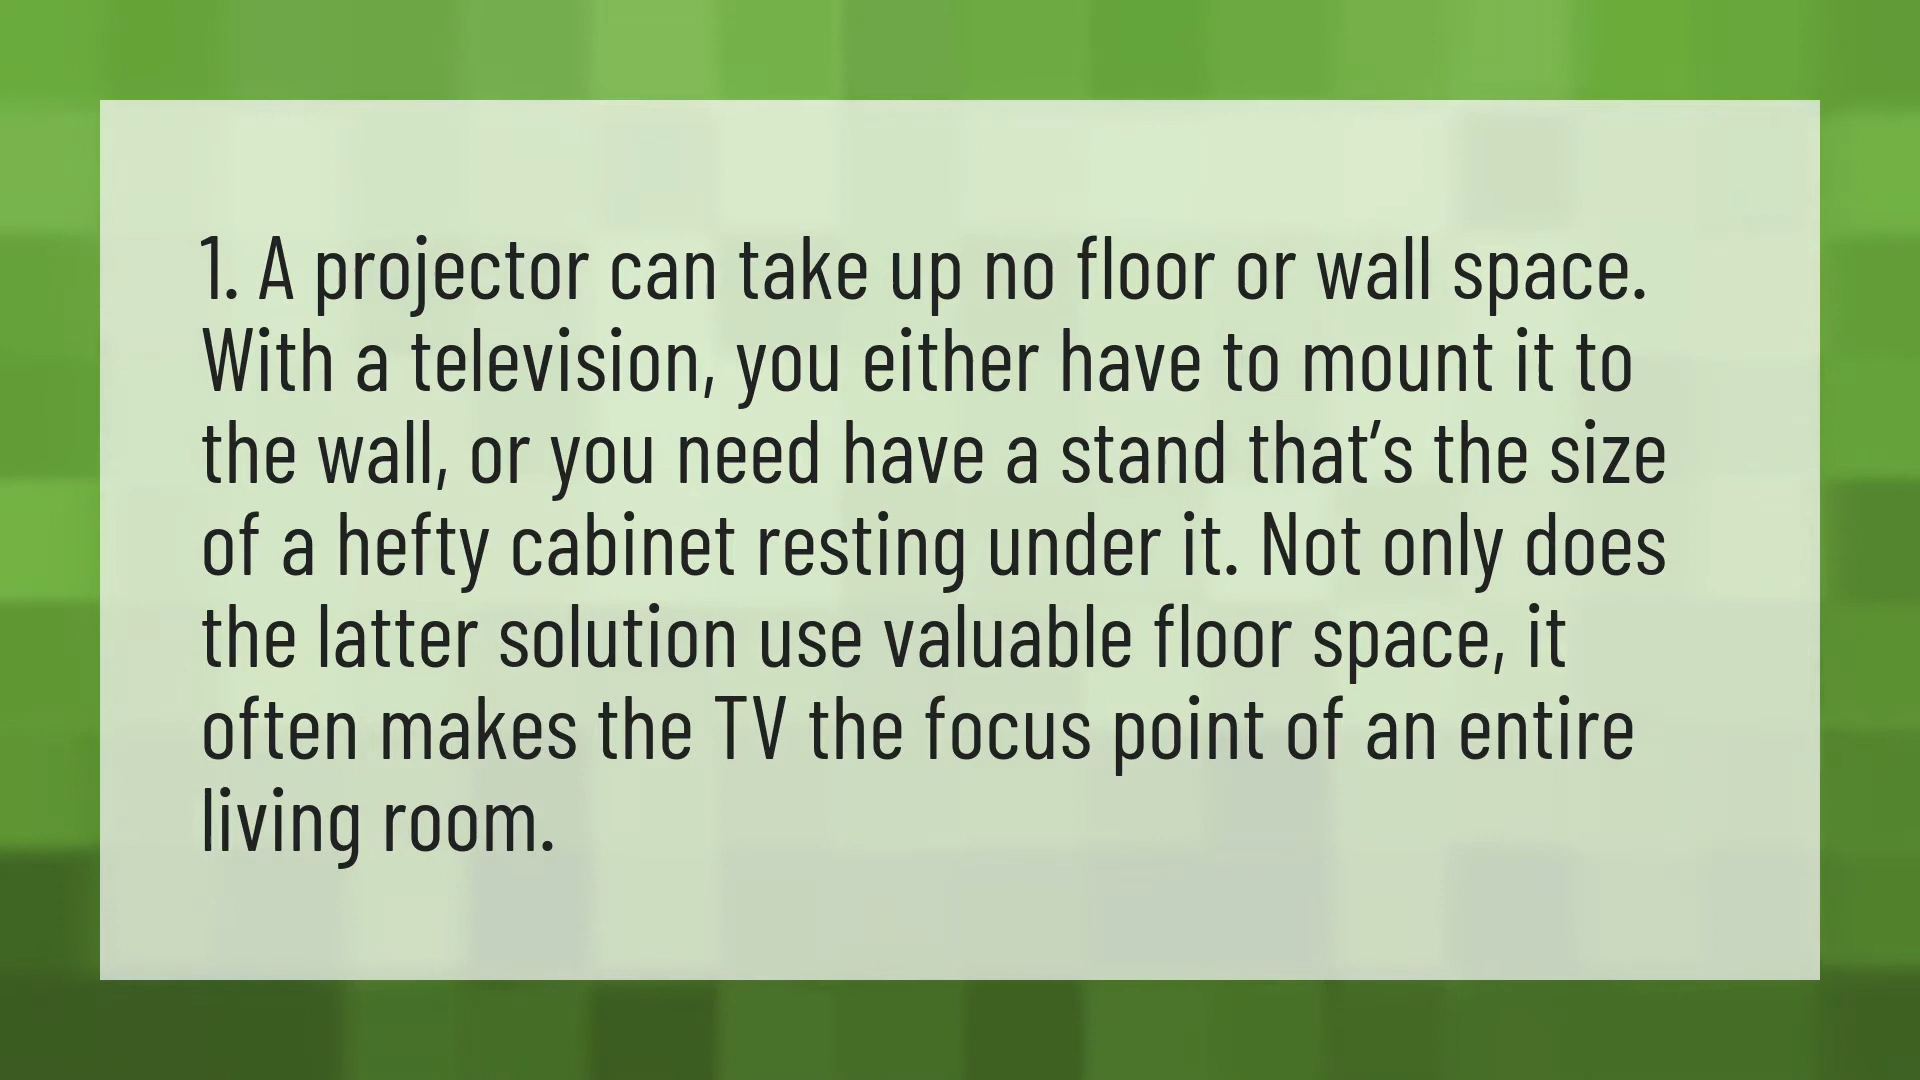 1. A projector can take up no floor or wall space.
With a television, you either have to mount it to
the wall, or you need have a stand that’s the size
of a hefty cabinet resting under it. Not only does
the latter solution use valuable floor space, it
often makes the TV the focus point of an entire
living room.